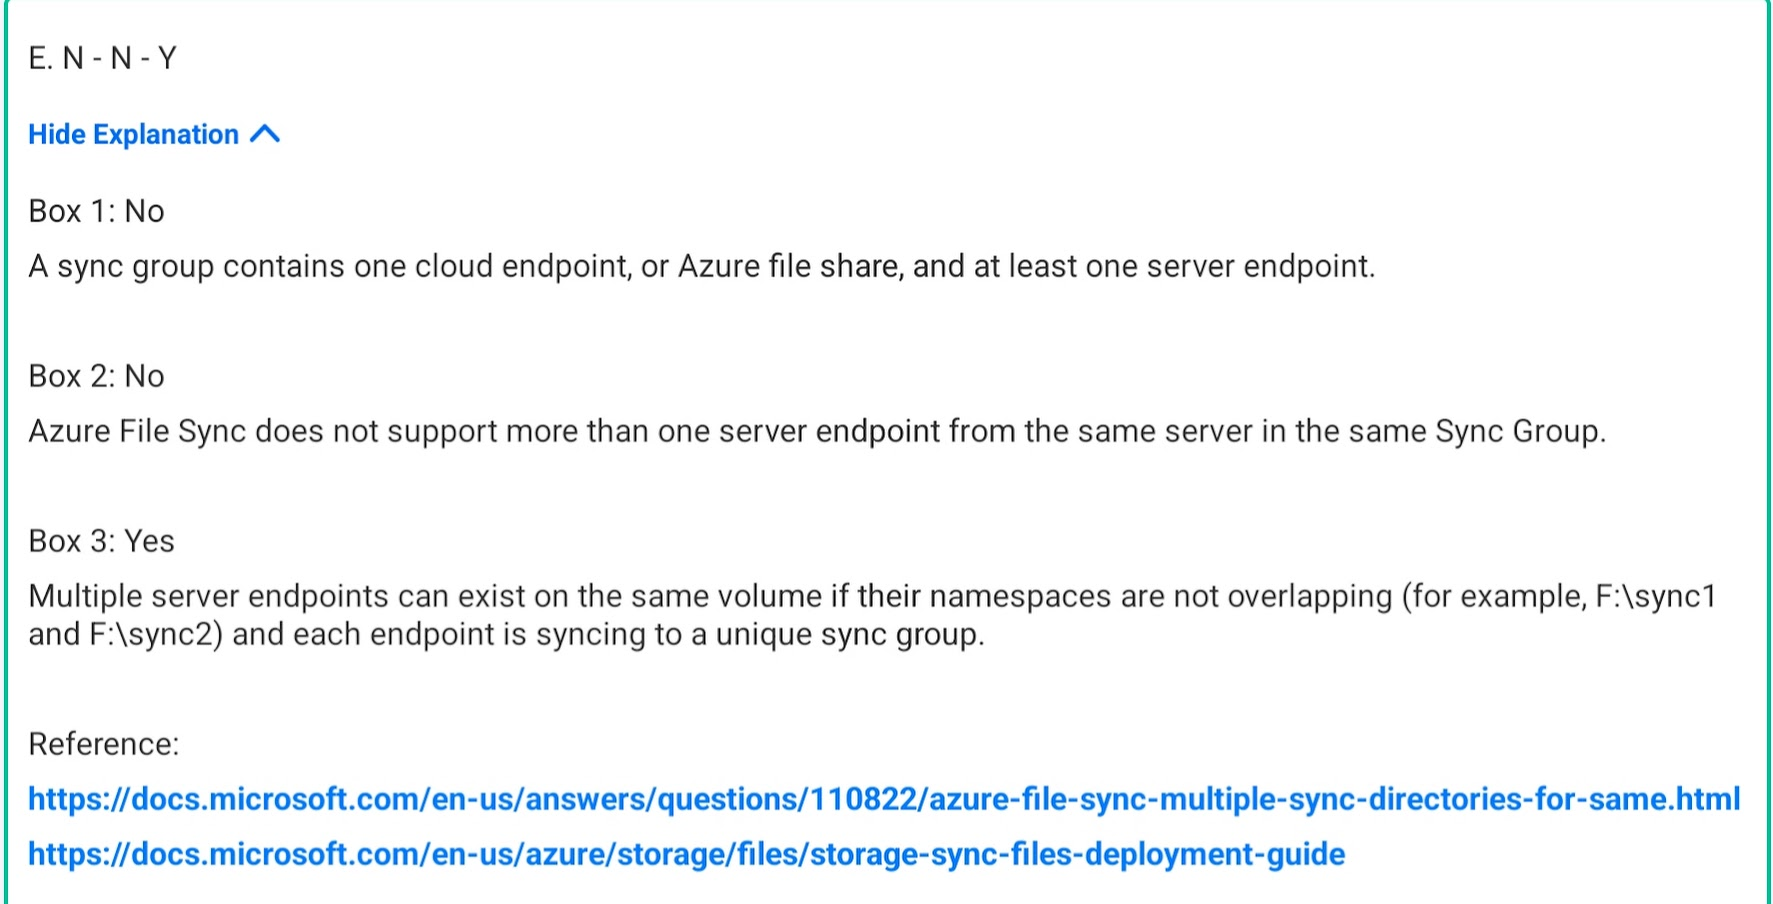 E. N - N - Y
Hide Explanation
Box 1: No
A sync group contains one cloud endpoint, or Azure file share, and at least one server endpoint.
Box 2: No
Azure File Sync does not support more than one server endpoint from the same server in the same Sync Group.
Box 3: Yes
Multiple server endpoints can exist on the same volume if their namespaces are not overlapping (for example, F:\sync1
and F:\sync2) and each endpoint is syncing to a unique sync group.
Reference:
https://docs.microsoft.com/en-us/answers/questions/110822/azure-file-sync-multiple-sync-directories-for-same.html
https://docs.microsoft.com/en-us/azure/storage/files/storage-sync-files-deployment-guide